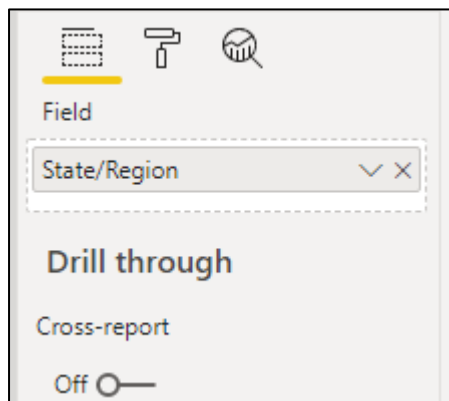 Field
State/Region
Drill through
Cross-report
Off